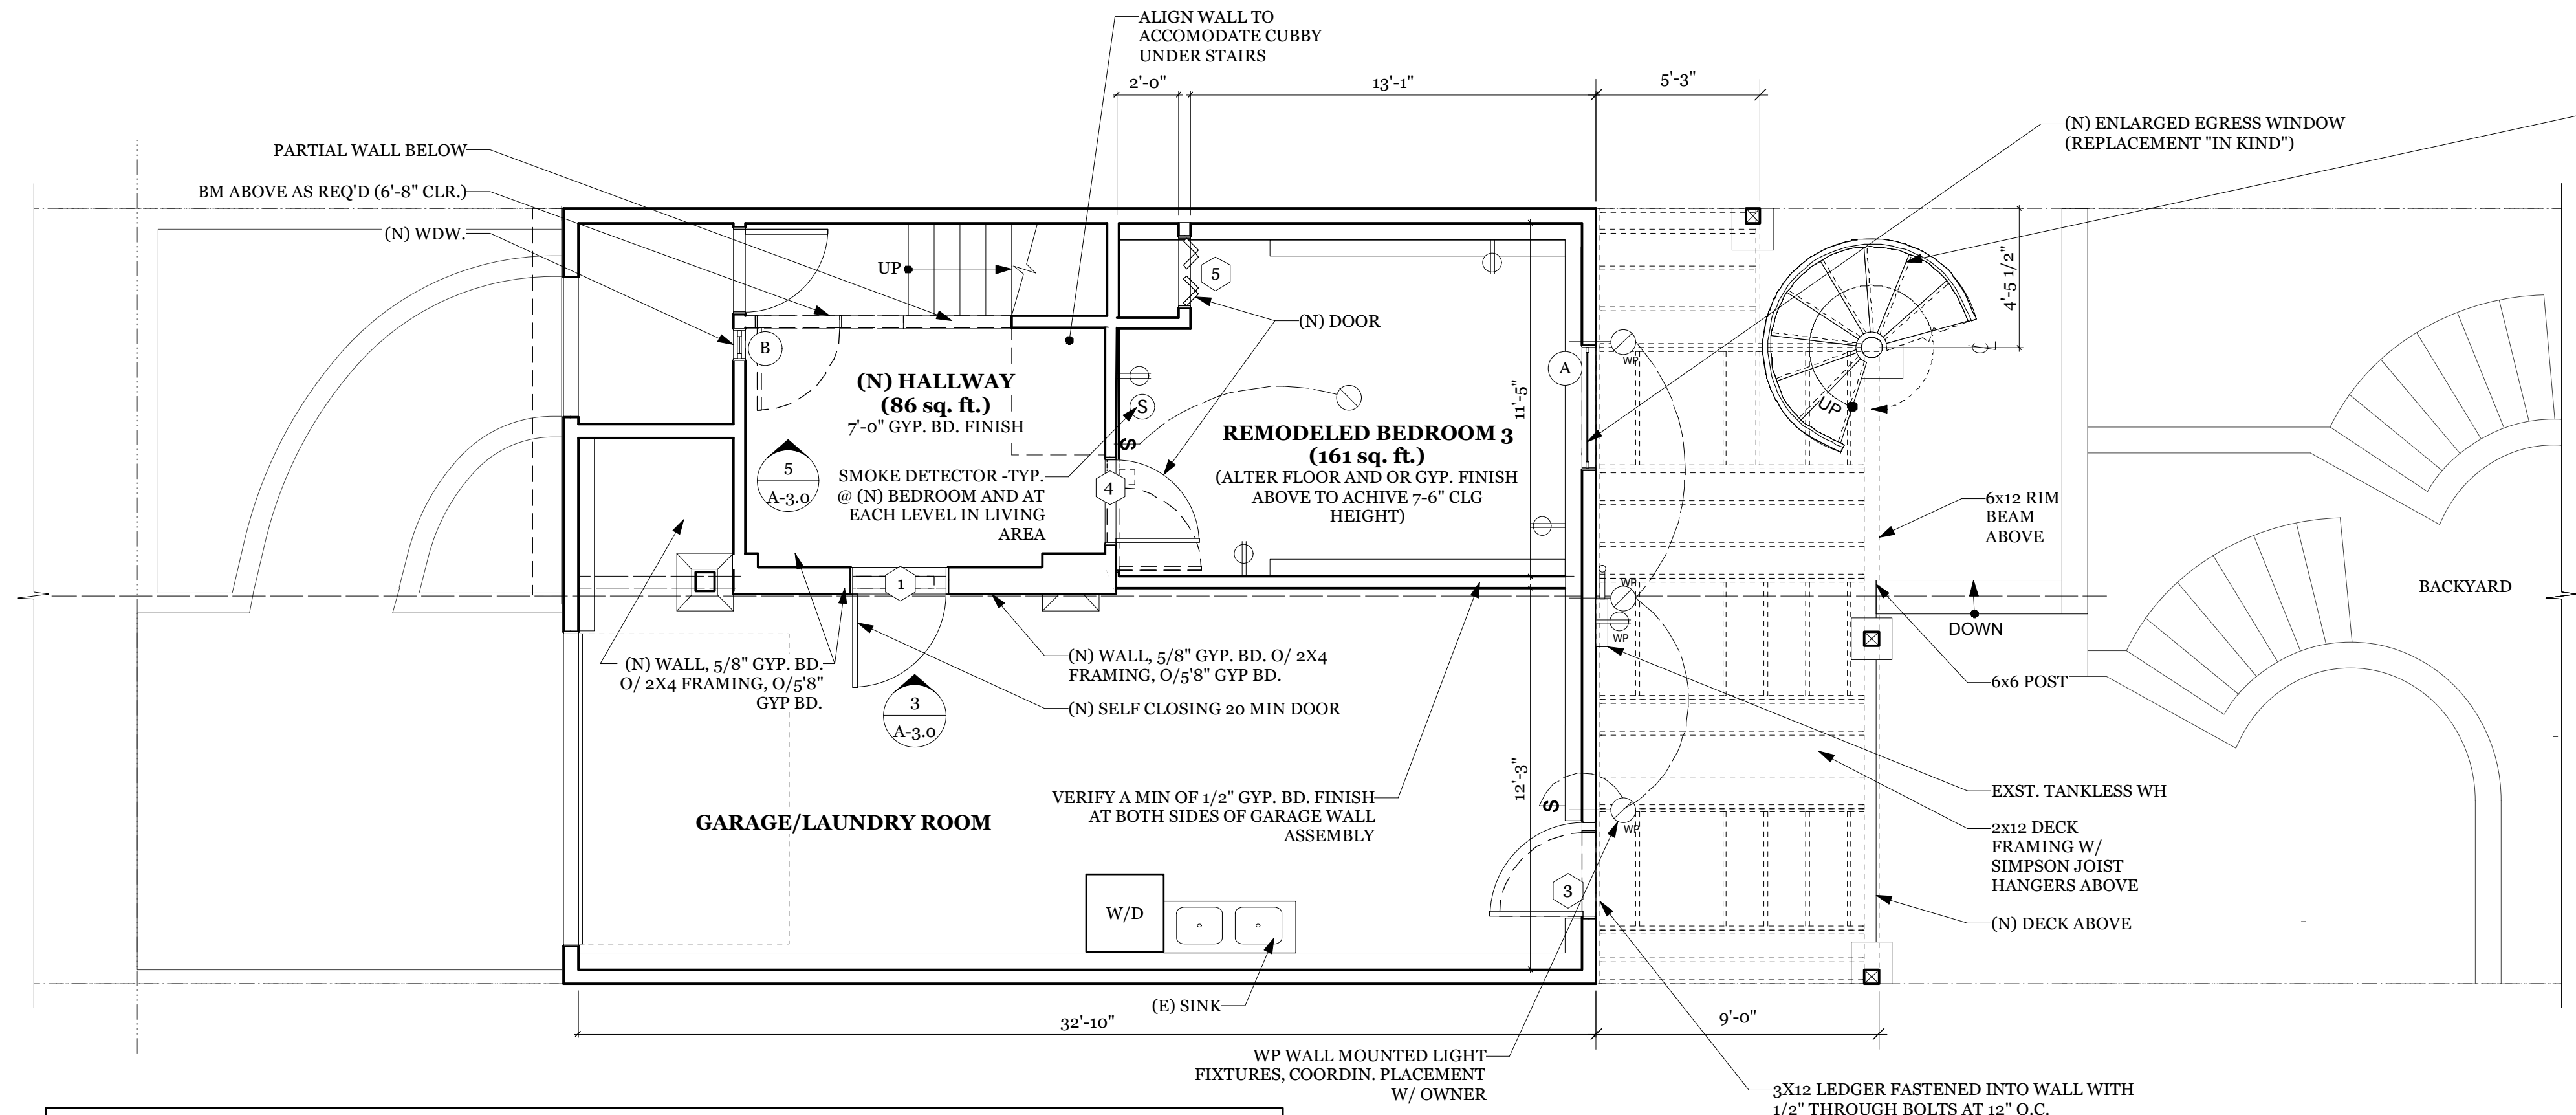 ALIGN WALL TO
ACCOMODATE CUBBY
UNDER STAIRS
2'-0"
13'-1"
5'-3"
(N) ENLARGED EGRESS WINDOW
(REPLACEMENT "IN KIND")
PARTIAL WALL BELOW
BM ABOVE AS REQ'D (6'-8" CLR.)
(N) WDW.
UP
5
(N) DOOR
4'-5 1/2"
B
A
WP
(N) HALLWAY
(86 sq. ft.)
7'-0" GYP. BD. FINISH
S
S
11'-5"
UP
REMODELED BEDROOM 3
(161 sq. ft.)
(ALTER FLOOR AND OR GYP. FINISH
ABOVE TO ACHIVE 7-6" CLG
HEIGHT)
5
A-3.0
SMOKE DETECTOR -TYP.
@ (N) BEDROOM AND AT
EACH LEVEL IN LIVING
AREA
4
6x12 RIM
BEAM
ABOVE
1
WP
WP
BACKYARD
DOWN
(N) WALL, 5/8" GYP. BD.
O/ 2X4 FRAMING, O/5'8"
GYP BD.
(N) WALL, 5/8" GYP. BD. O/ 2X4
FRAMING, O/5'8" GYP BD.
6x6 POST
3
A-3.0
(N) SELF CLOSING 20 MIN DOOR
12'-3"
VERIFY A MIN OF 1/2" GYP. BD. FINISH
AT BOTH SIDES OF GARAGE WALL
ASSEMBLY
S
WP
GARAGE/LAUNDRY ROOM
EXST. TANKLESS WH
2x12 DECK
FRAMING W/
SIMPSON JOIST
HANGERS ABOVE
3
W/D
(N) DECK ABOVE
(E) SINK
32'-10"
9'-0"
WP WALL MOUNTED LIGHT
FIXTURES, COORDIN. PLACEMENT
W/ OWNER
3X12 LEDGER FASTENED INTO WALL WITH
1/2" THROUGH BOLTS AT 12" O.C.